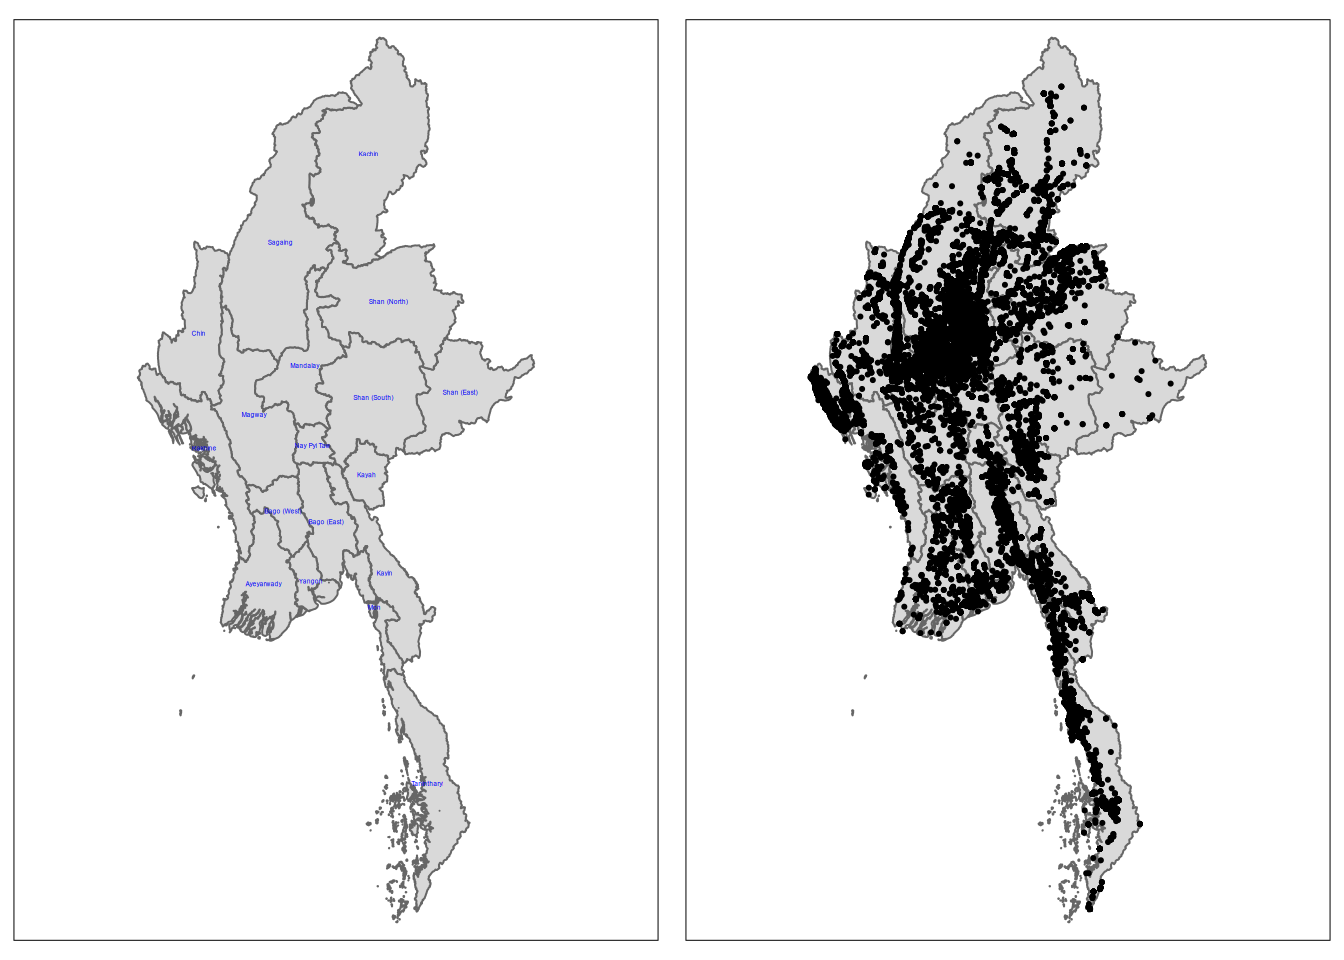 Kachin
Sagaing
Shan (North)
Chin
Mandalay
Shan (East)
Shan (South)
Magway
Nay Pyi Taw
Rakhine
Kayah
Bago (West)
Bago (East)
Kayin
Ayeyarwady
Yangon
Mon
Tanintharyi